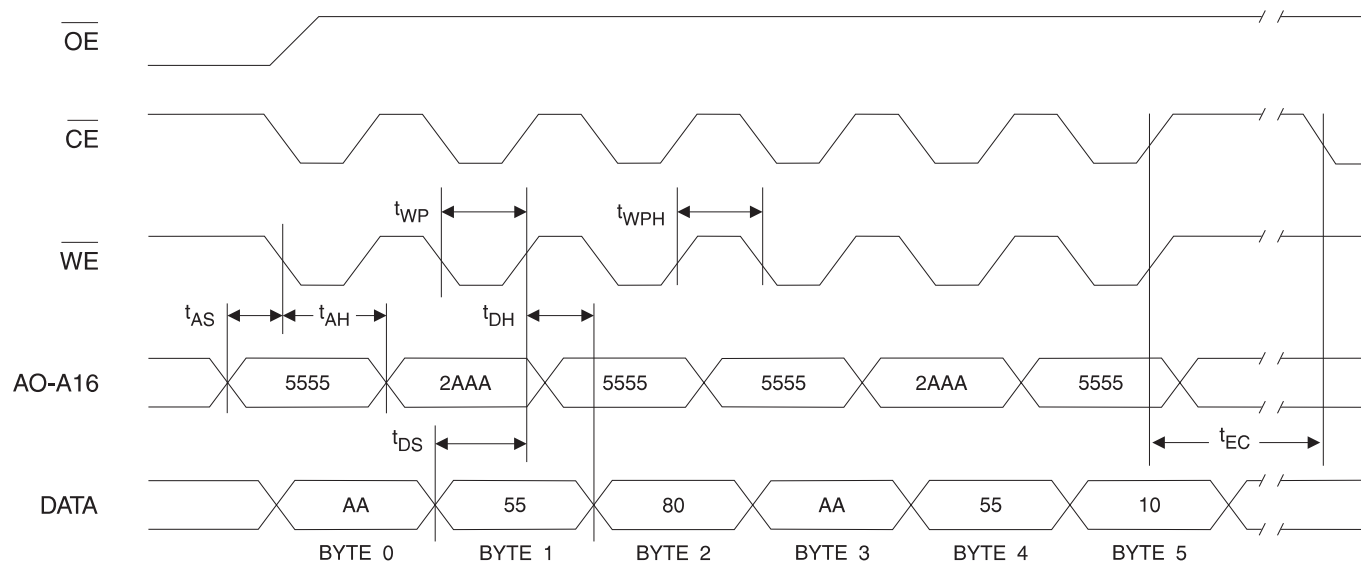 OE
CE
tWP
tWPH
WE
tAS
tAH
tDH
AO-A16 5555 2AAA 5555 5555 2AAA 5555
tDS
tEC
DATA AA 55 80 AA 55 10
BYTE 0 BYTE 1 BYTE 2 BYTE 3 BYTE 4 BYTE 5